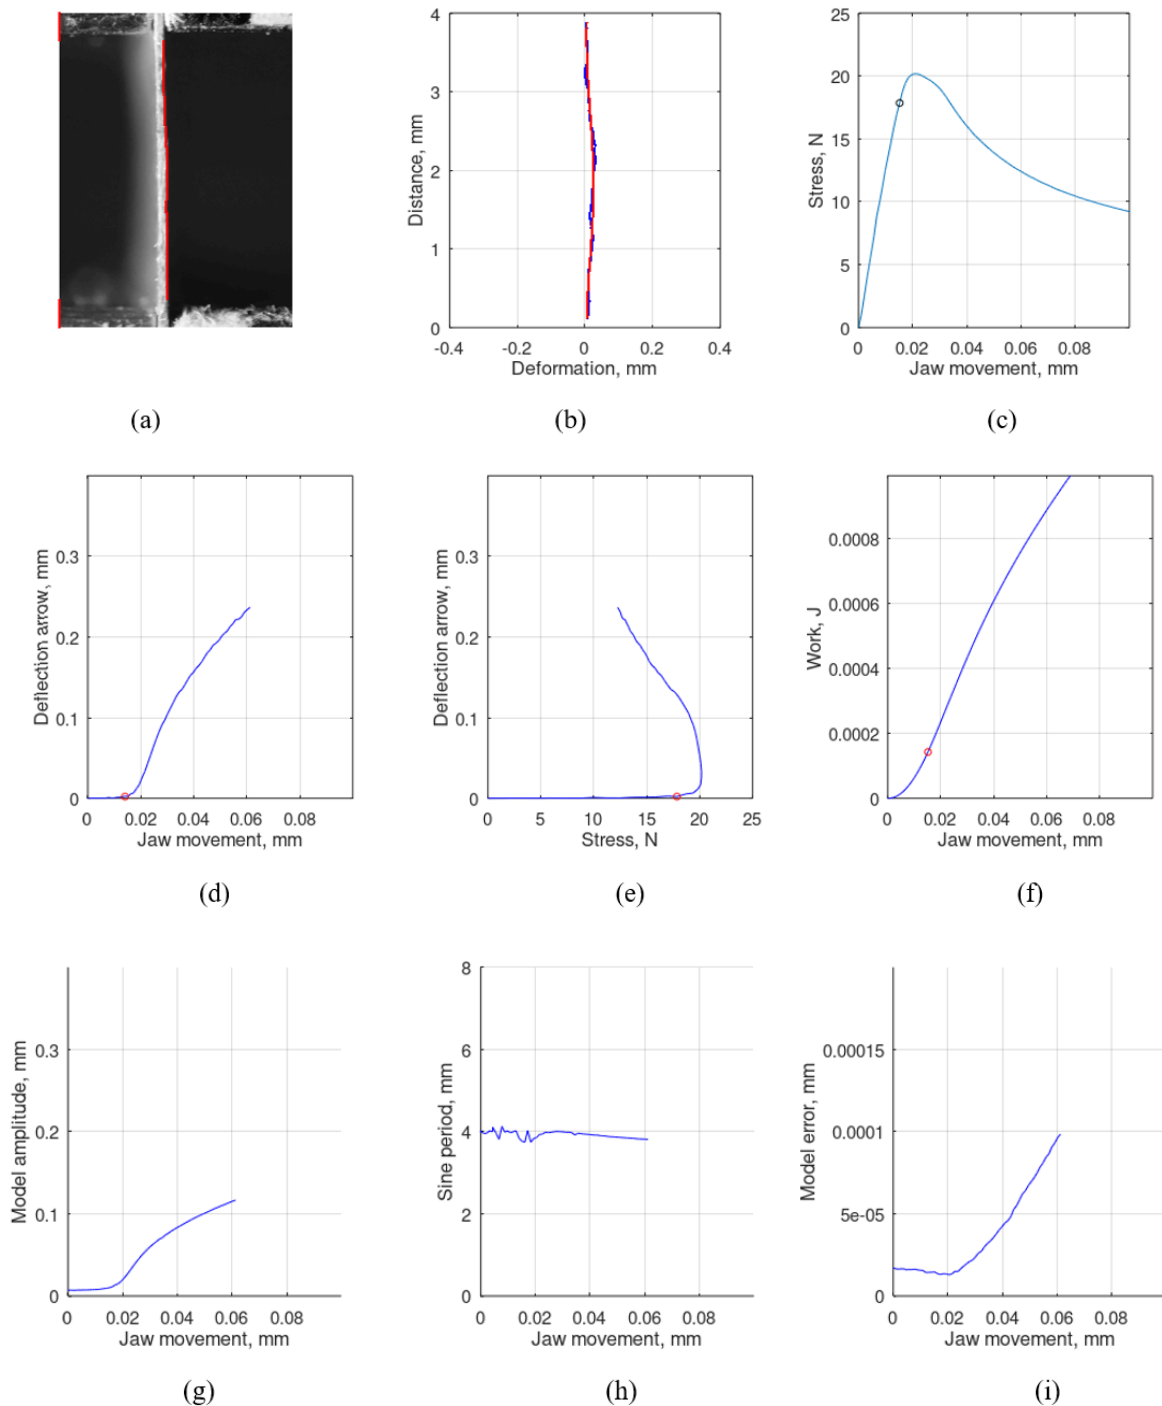 4
3
2
1
0
-0.4 -0.2 0 0.2 0.4
Distance, mm
Deformation, mm
25
20
15
10
5
0
0 0.02 0.04 0.06 0.08
Stress, N
Jaw movement, mm
(a) (b) (c)
0.3
0.2
0.1
0
0 0.02 0.04 0.06 0.08
Deflection arrow, mm
Jaw movement, mm
0.3
0.2
0.1
0
0 5 10 15 20 25
Deflection arrow, mm
Stress, N
0.0008
0.0006
0.0004
0.0002
0
0 0.02 0.04 0.06 0.08
Work, J
Jaw movement, mm
(d) (e) (f)
0.3
0.2
0.1
0
0 0.02 0.04 0.06 0.08
Model amplitude, mm
Jaw movement, mm
8
6
4
2
0
0 0.02 0.04 0.06 0.08
Sine period, mm
Jaw movement, mm
0.00015
0.0001
5e-05
0
0 0.02 0.04 0.06 0.08
Model error, mm
Jaw movement, mm
(g) (h) (i)